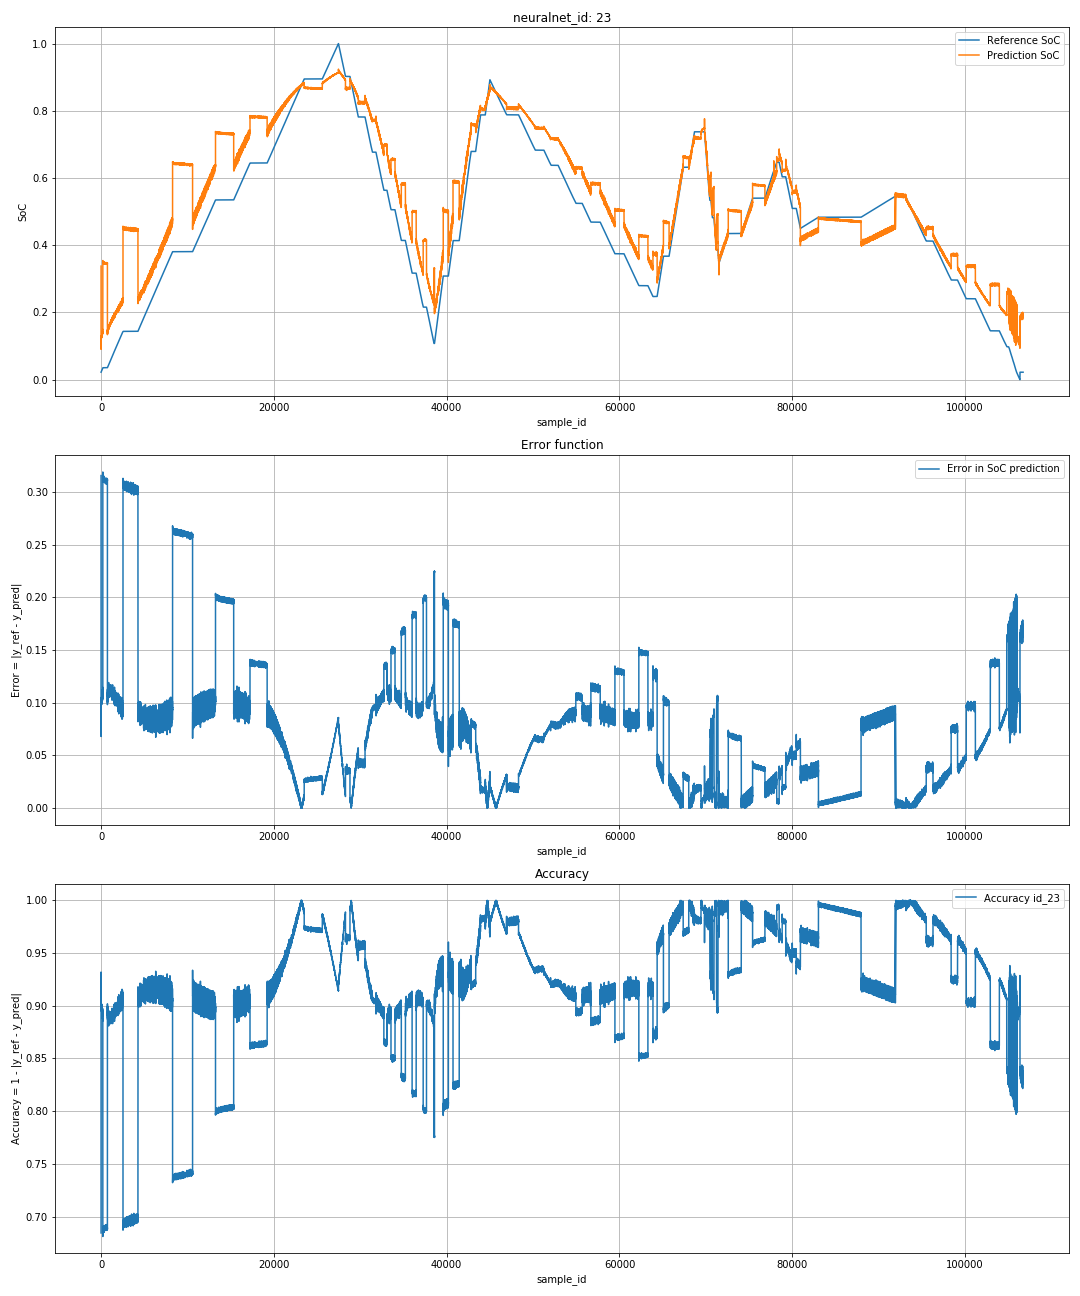 neuralnet_id: 23
Reference SoC
Prediction SoC
SoC
1.0
0.8
0.6
0.4
0.2
0.0
0 20000 40000 60000 80000 100000
sample_id
Error function
Error in SoC prediction
Error = |y_ref - y_pred|
0.30
0.25
0.20
0.15
0.10
0.05
0.00
0 20000 40000 60000 80000 100000
sample_id
Accuracy
Accuracy id_23
Accuracy = 1 - |y_ref - y_pred|
1.00
0.95
0.90
0.85
0.80
0.75
0.70
0 20000 40000 60000 80000 100000
sample_id